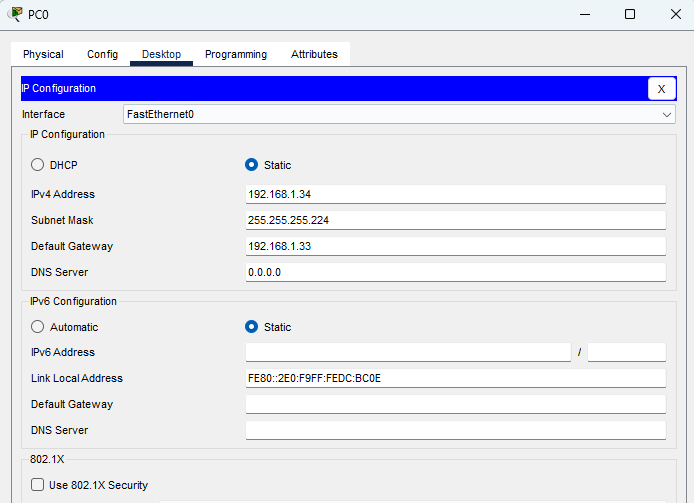 PC0
Physical Config Desktop Programming Attributes
IP Configuration X
Interface FastEthernet0
IP Configuration
DHCP Static
IPv4 Address 192.168.1.34
Subnet Mask 255.255.255.224
Default Gateway 192.168.1.33
DNS Server 0.0.0.0
IPv6 Configuration
Automatic Static
IPv6 Address /
Link Local Address FE80::2E0:F9FF:FEDC:BC0E
Default Gateway
DNS Server
802.1X
Use 802.1X Security